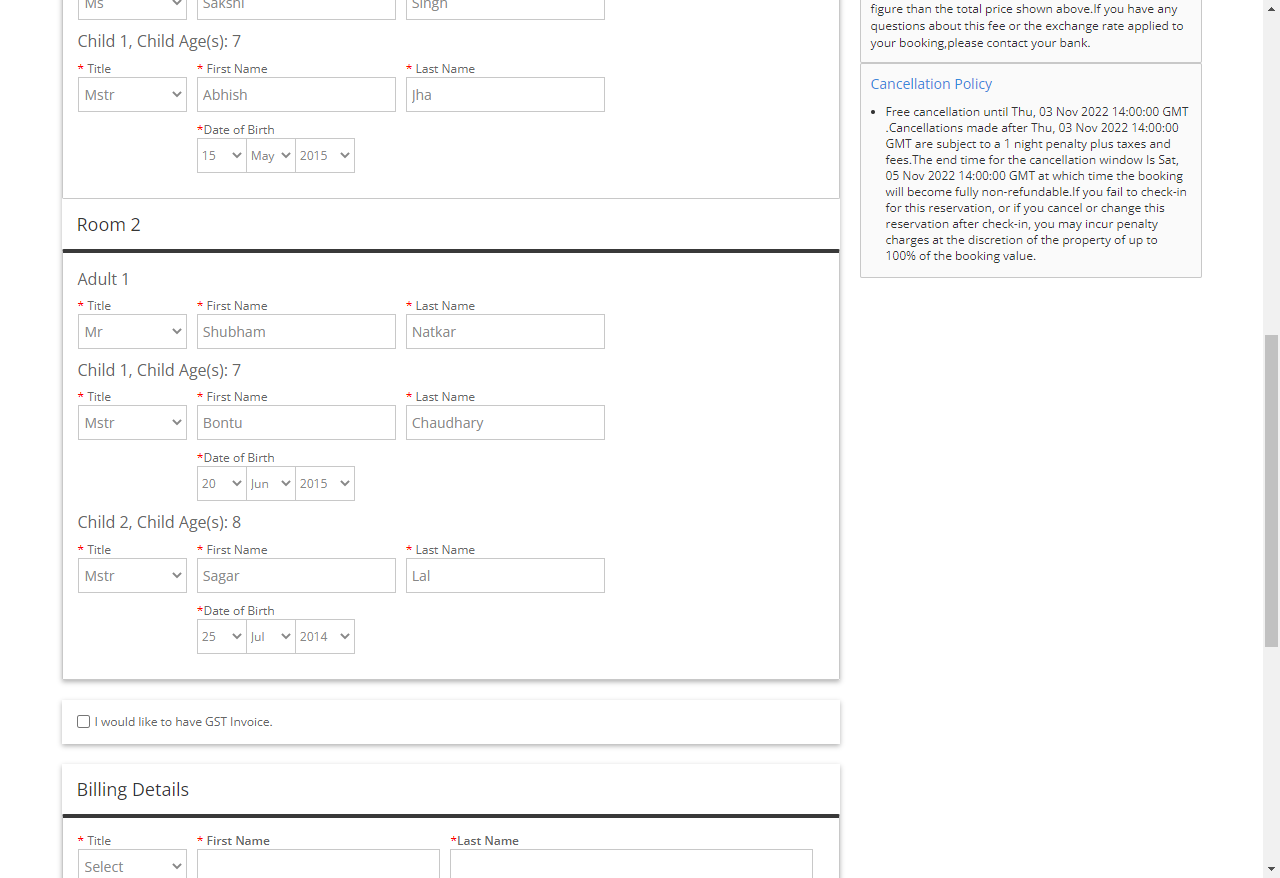 Ms Sakshi Singh
Child 1, Child Age(s): 7
* Title * First Name * Last Name
Mstr Abhish Jha
*Date of Birth
15 May 2015
Room 2
Adult 1
* Title * First Name * Last Name
Mr Shubham Natkar
Child 1, Child Age(s): 7
* Title * First Name * Last Name
Mstr Bontu Chaudhary
*Date of Birth
20 Jun 2015
Child 2, Child Age(s): 8
* Title * First Name * Last Name
Mstr Sagar Lal
*Date of Birth
25 Jul 2014
I would like to have GST Invoice.
Billing Details
* Title * First Name *Last Name
Select
figure than the total price shown above.If you have any
questions about this fee or the exchange rate applied to
your booking,please contact your bank.
Cancellation Policy
• Free cancellation until Thu, 03 Nov 2022 14:00:00 GMT
.Cancellations made after Thu, 03 Nov 2022 14:00:00
GMT are subject to a 1 night penalty plus taxes and
fees.The end time for the cancellation window Is Sat,
05 Nov 2022 14:00:00 GMT at which time the booking
will become fully non-refundable.If you fail to check-in
for this reservation, or if you cancel or change this
reservation after check-in, you may incur penalty
charges at the discretion of the property of up to
100% of the booking value.